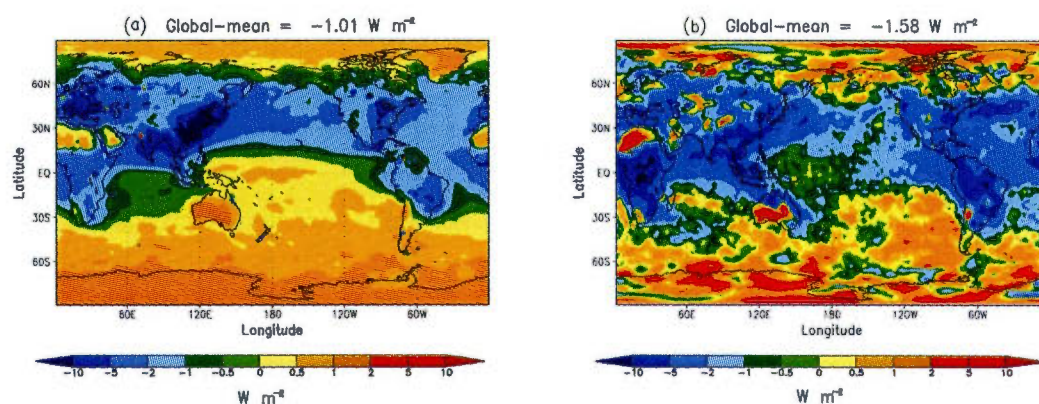 (a) Global-mean = -1.01 W m⁻²
60N
30N
EQ
30S
60S
Latitude
60E 120E 180 120W 60W
Longitude
-10 -5 -2 -1 -0.5 0 0.5 1 2 5 10
W m⁻²
(b) Global-mean = -1.58 W m⁻²
60N
30N
EQ
30S
60S
Latitude
60E 120E 180 120W 60W
Longitude
-10 -5 -2 -1 -0.5 0 0.5 1 2 5 10
W m⁻²